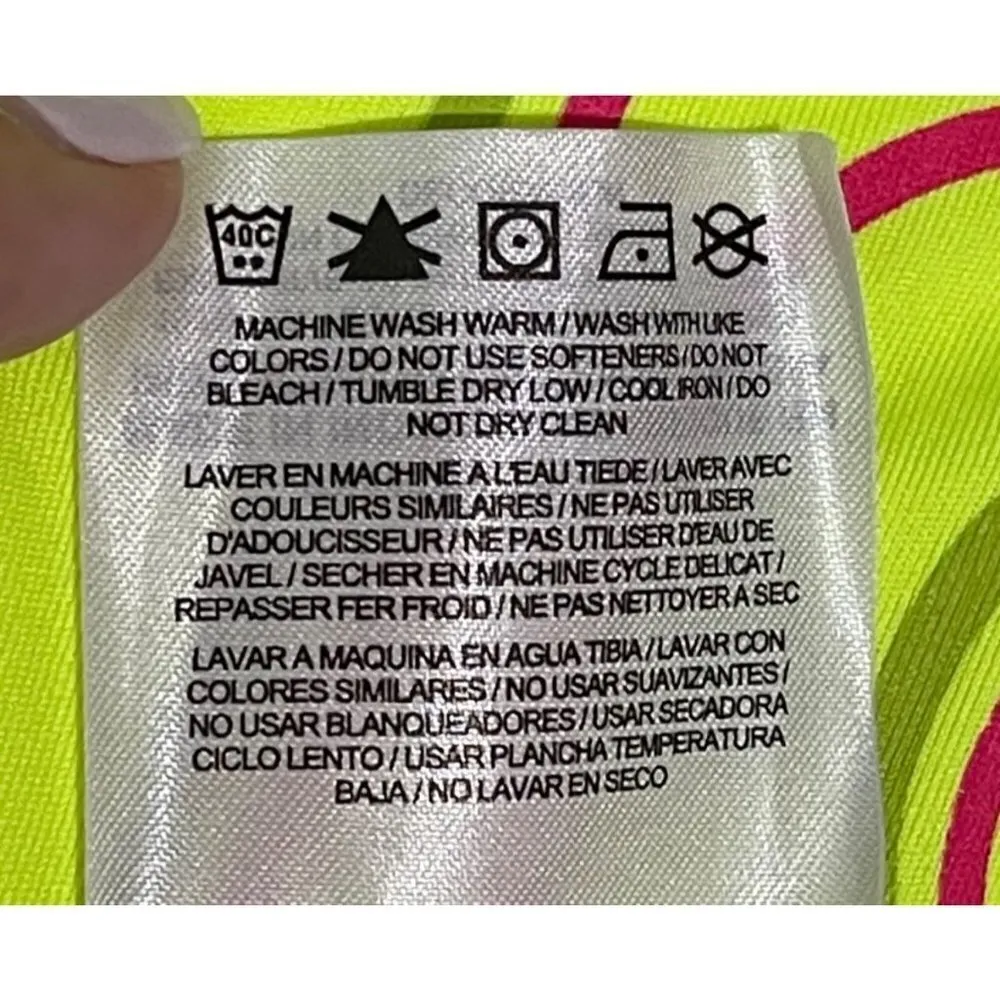 40C
MACHINE WASH WARM / WASH WITH LIKE
COLORS / DO NOT USE SOFTENERS / DO NOT
BLEACH / TUMBLE DRY LOW / COOL IRON / DO
NOT DRY CLEAN
LAVER EN MACHINE A L'EAU TIEDE / LAVER AVEC
COULEURS SIMILAIRES / NE PAS UTILISER
D'ADOUCISSEUR / NE PAS UTILISER D'EAU DE
JAVEL / SECHER EN MACHINE CYCLE DELICAT /
REPASSER FER FROID / NE PAS NETTOYER A SEC
LAVAR A MAQUINA EN AGUA TIBIA / LAVAR CON
COLORES SIMILARES / NO USAR SUAVIZANTES /
NO USAR BLANQUEADORES / USAR SECADORA
CICLO LENTO / USAR PLANCHA TEMPERATURA
BAJA / NO LAVAR EN SECO